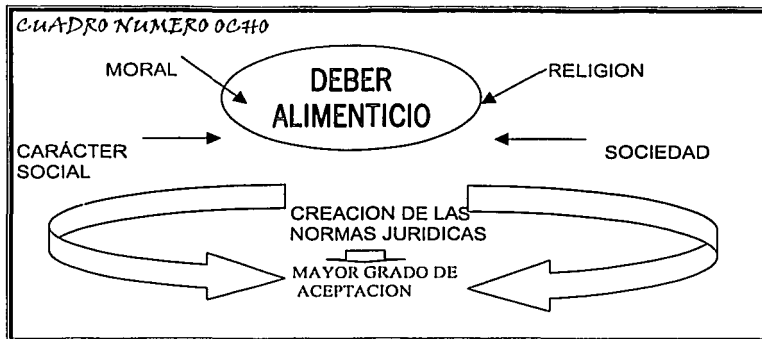 CUADRO NUMERO OCHO
MORAL
DEBER
ALIMENTICIO
RELIGION
CARÁCTER
SOCIAL
SOCIEDAD
CREACION DE LAS
NORMAS JURIDICAS
MAYOR GRADO DE
ACEPTACION